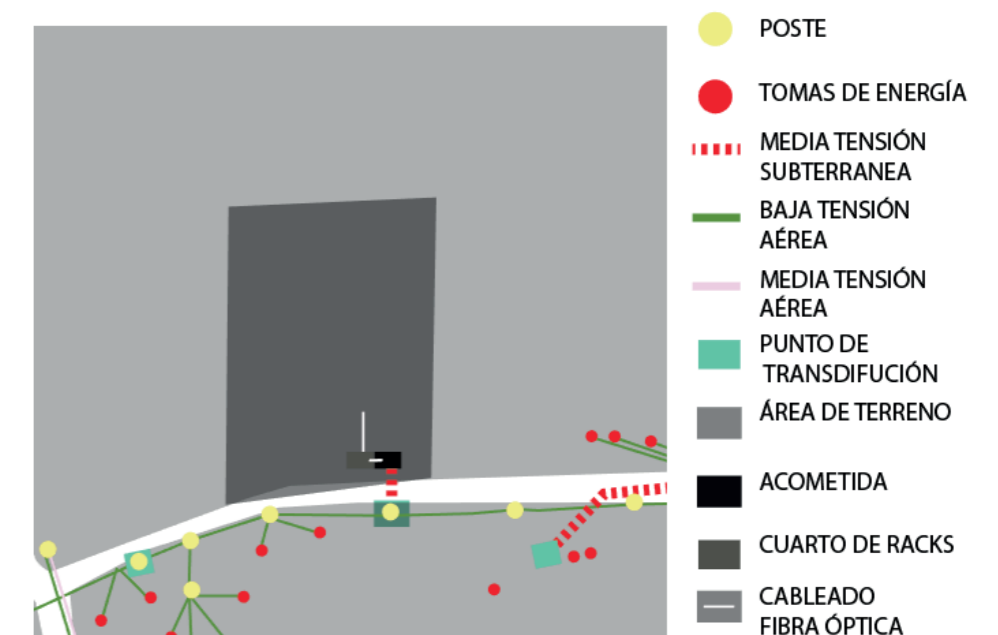 POSTE
TOMAS DE ENERGÍA
MEDIA TENSIÓN
SUBTERRANEA
BAJA TENSIÓN
AÉREA
MEDIA TENSIÓN
AÉREA
PUNTO DE
TRANSDIFUCIÓN
ÁREA DE TERRENO
ACOMETIDA
CUARTO DE RACKS
CABLEADO
FIBRA ÓPTICA